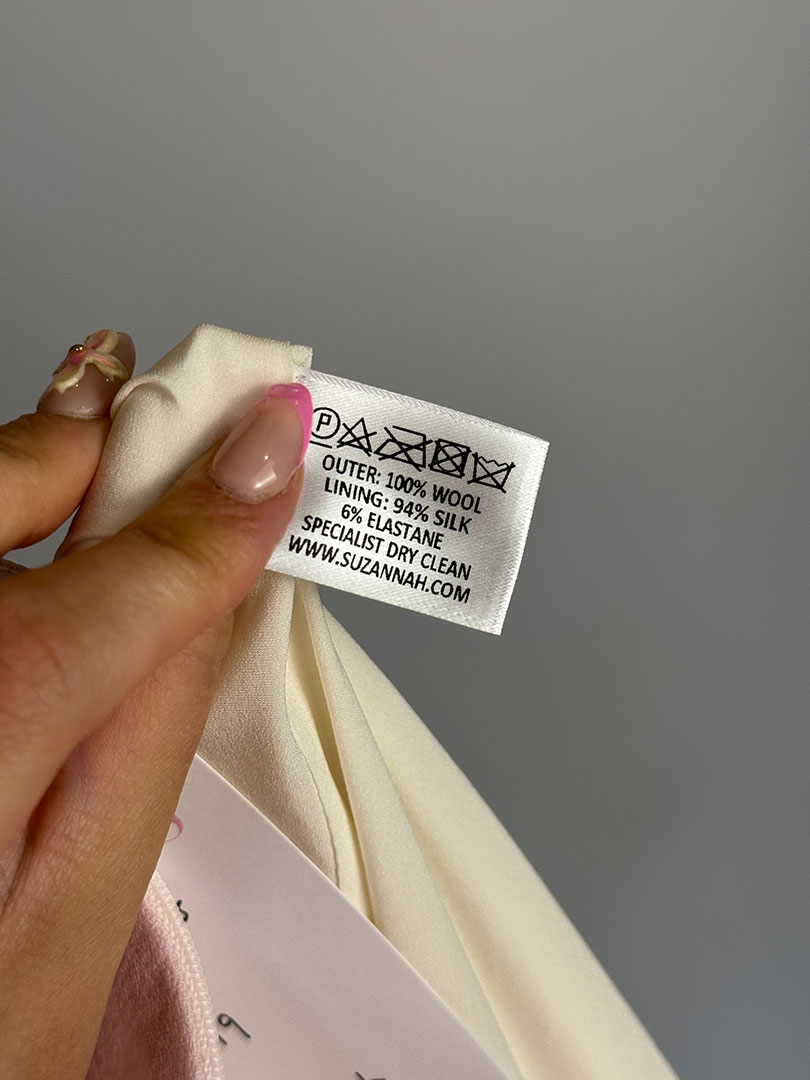 P
OUTER: 100% WOOL
LINING: 94% SILK
6% ELASTANE
SPECIALIST DRY CLEAN
WWW.SUZANNAH.COM